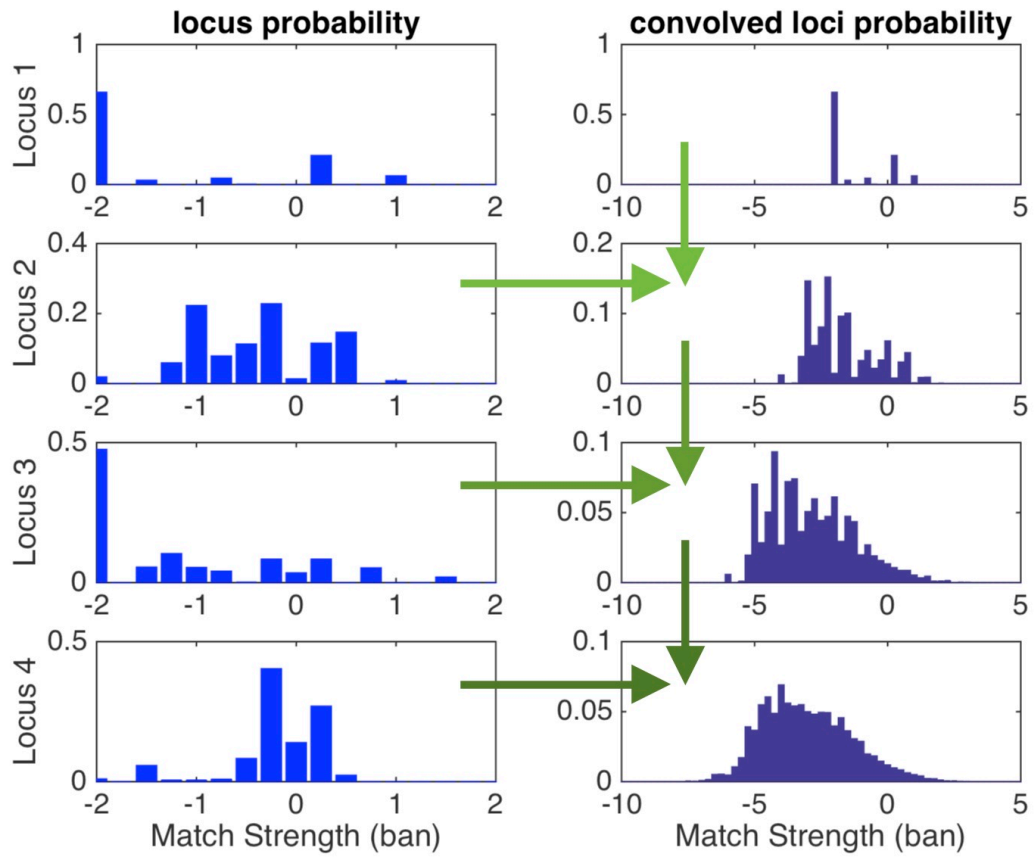 locus probability
convolved loci probability
Locus 1
1
0.5
0
-2 -1 0 1 2
1
0.5
0
-10 -5 0 5
Locus 2
0.4
0.2
0
-2 -1 0 1 2
0.2
0.1
0
-10 -5 0 5
Locus 3
0.5
0
-2 -1 0 1 2
0.1
0.05
0
-10 -5 0 5
Locus 4
0.5
0
-2 -1 0 1 2
Match Strength (ban)
0.1
0.05
0
-10 -5 0 5
Match Strength (ban)